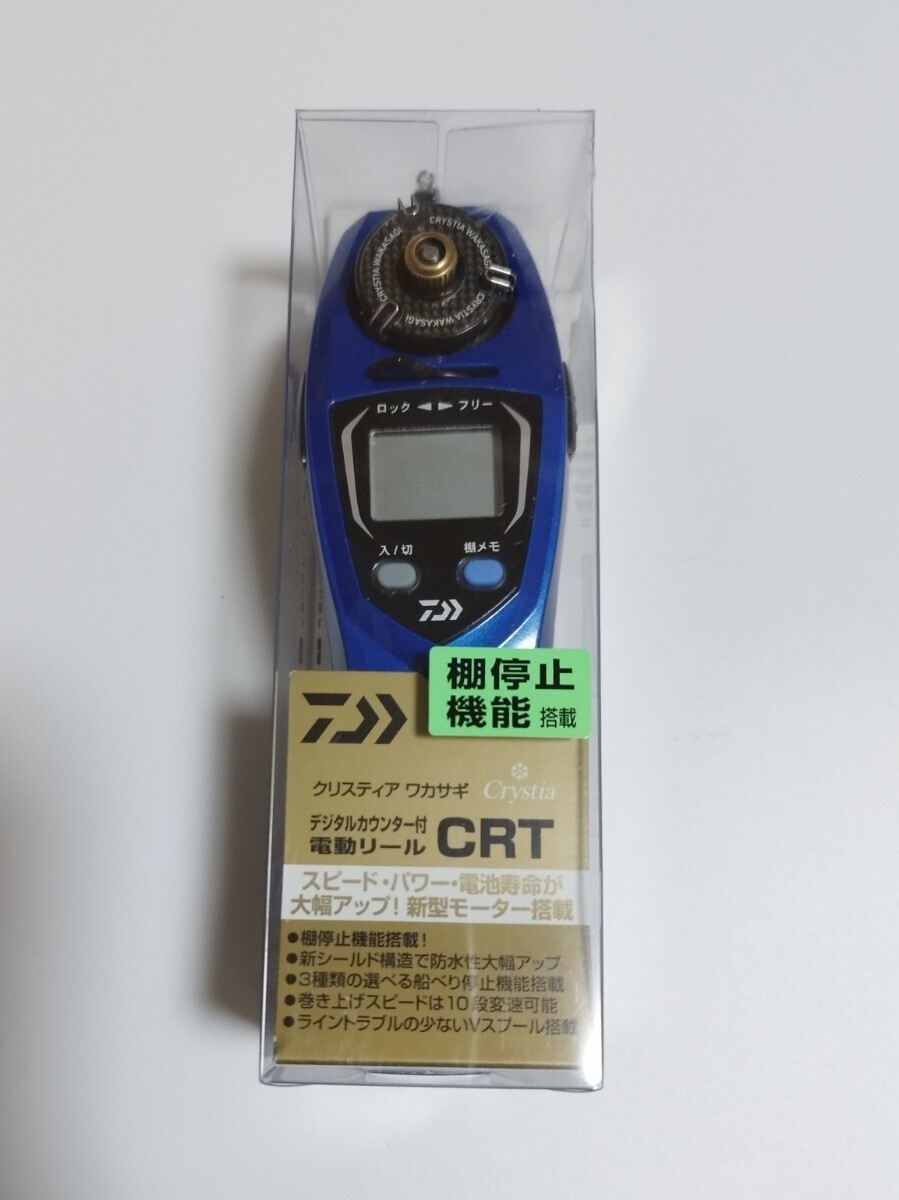 CRYSTIA WAKASAGI
CRYSTIA WAKASAGI
CRYSTIA WAKASAGI
ロック ◀ ▶ フリー
入/切
棚メモ
棚停止
機能 搭載
クリスティア ワカサギ Crystia
デジタルカウンター付
電動リール CRT
スピード・パワー・電池寿命が
大幅アップ! 新型モーター搭載
●棚停止機能搭載!
●新シールド構造で防水性大幅アップ
●3種類の選べる船べり停止機能搭載
●巻き上げスピードは10段変速可能
●ライントラブルの少ないVスプール搭載